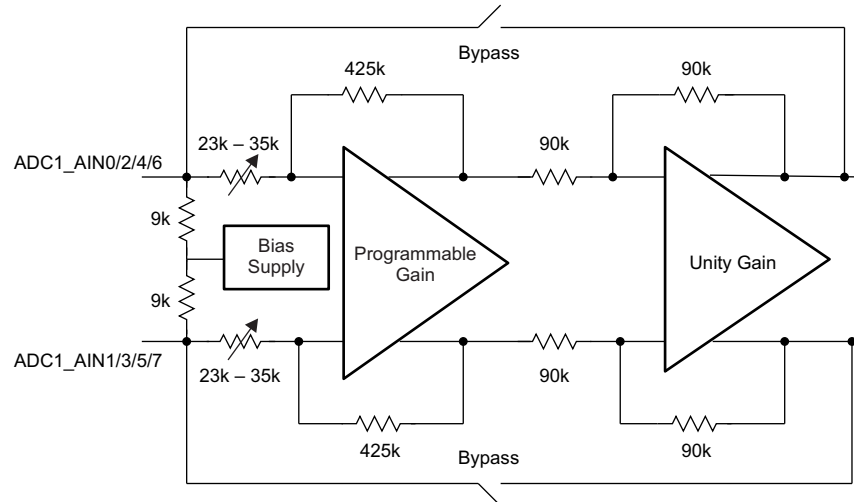 Bypass
425k
90k
23k – 35k
90k
ADC1_AIN0/2/4/6
9k
Bias
Supply
Programmable
Gain
Unity Gain
9k
ADC1_AIN1/3/5/7
23k – 35k
90k
425k
90k
Bypass